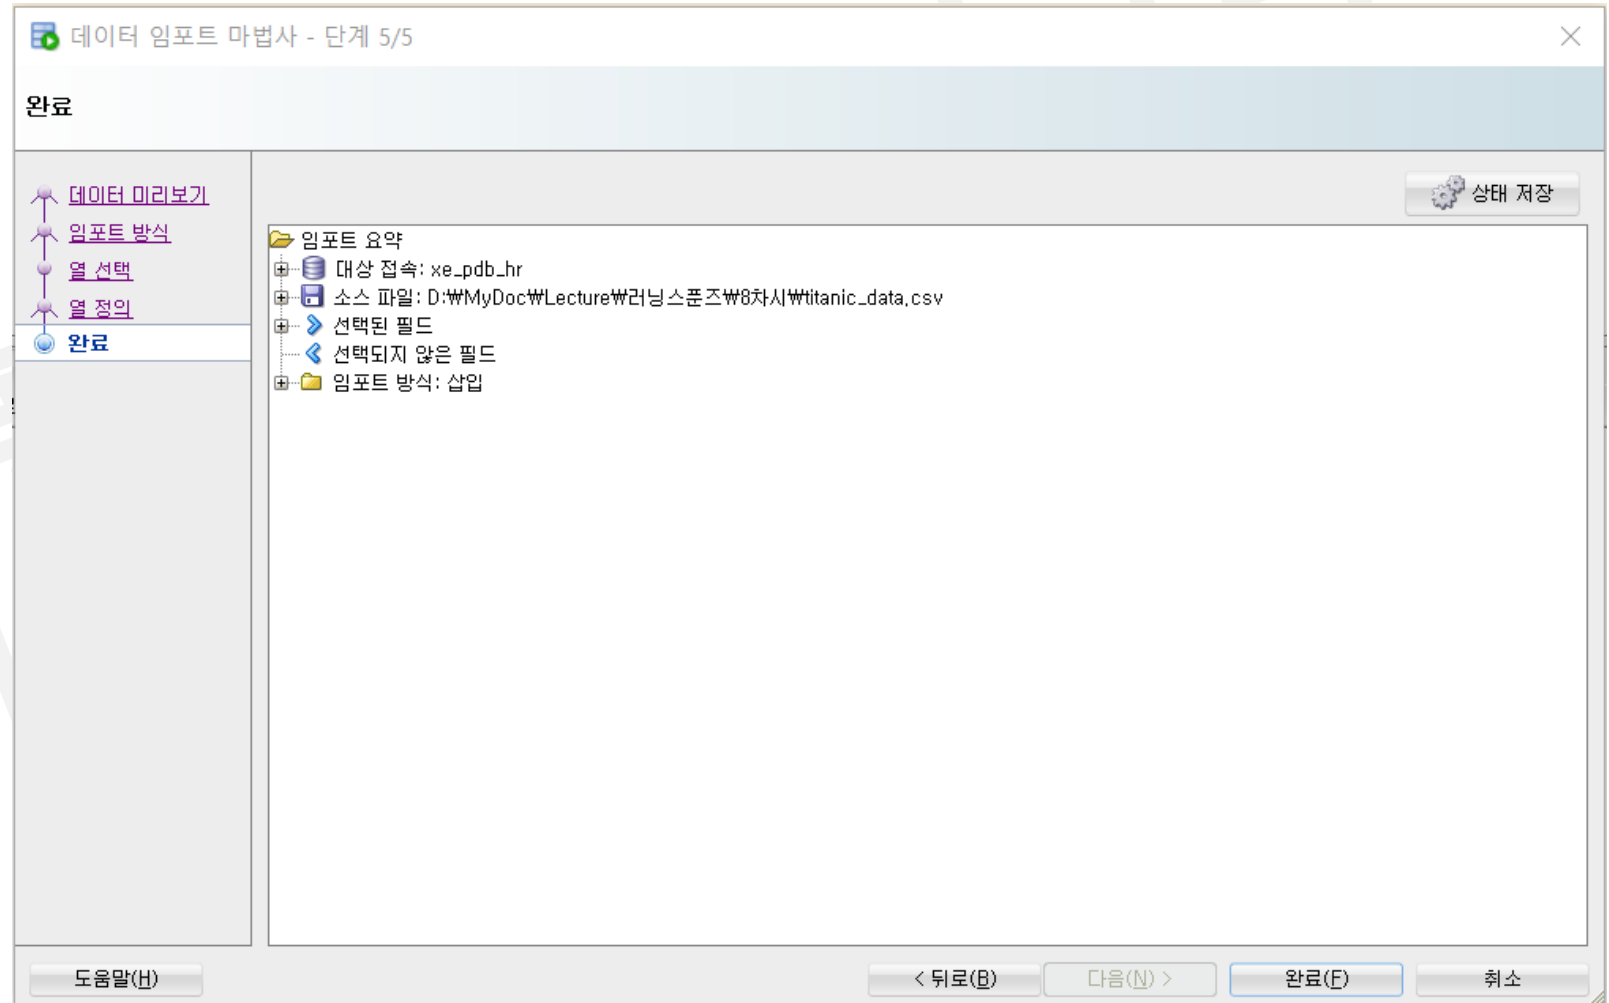 데이터 임포트 마법사 - 단계 5/5
완료
데이터 미리보기
임포트 방식
열 선택
열 정의
완료
상태 저장
임포트 요약
대상 접속: xe_pdb_hr
소스 파일: D:₩MyDoc₩Lecture₩러닝스푼즈₩8차시₩titanic_data.csv
선택된 필드
선택되지 않은 필드
임포트 방식: 삽입
도움말(H)
< 뒤로(B)
다음(N) >
완료(F)
취소